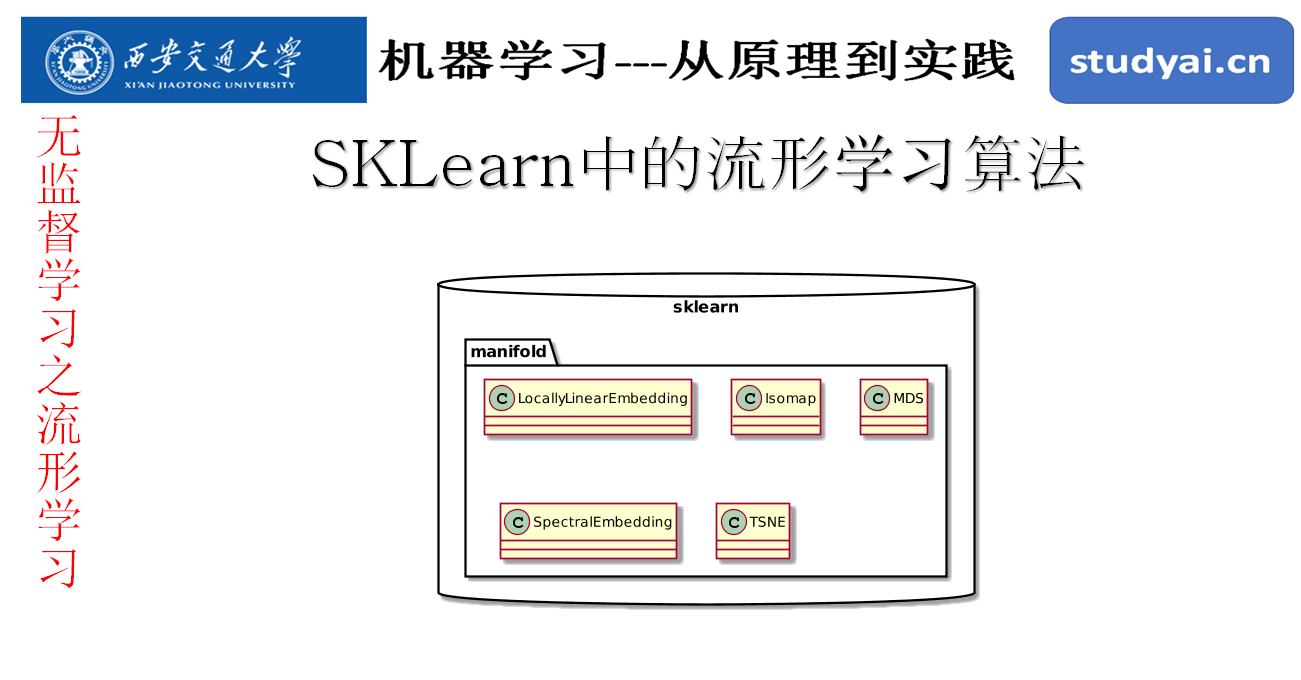 西安交通大学
XI'AN JIAOTONG UNIVERSITY
机器学习---从原理到实践
studyai.cn
无监督学习之流形学习
SKLearn中的流形学习算法
sklearn
manifold
C LocallyLinearEmbedding
C Isomap
C MDS
C SpectralEmbedding
C TSNE